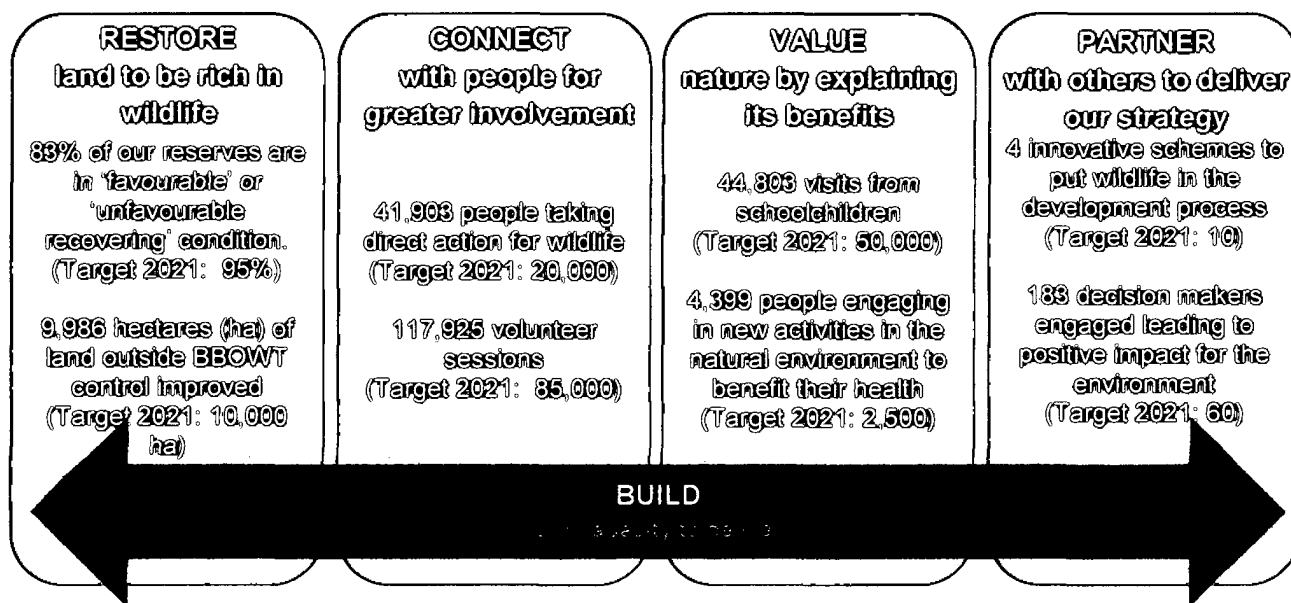 RESTORE
land to be rich in
wildlife
83% of our reserves are
in 'favourable' or
'unfavourable
recovering' condition.
(Target 2021: 95%)
9,986 hectares (ha) of
land outside BBOWT
control improved
(Target 2021: 10,000
ha)
CONNECT
with people for
greater involvement
41,903 people taking
direct action for wildlife
(Target 2021: 20,000)
117,925 volunteer
sessions
(Target 2021: 85,000)
VALUE
nature by explaining
its benefits
44,803 visits from
schoolchildren
(Target 2021: 50,000)
4,399 people engaging
in new activities in the
natural environment to
benefit their health
(Target 2021: 2,500)
PARTNER
with others to deliver
our strategy
4 innovative schemes to
put wildlife in the
development process
(Target 2021: 10)
183 decision makers
engaged leading to
positive impact for the
environment
(Target 2021: 60)
BUILD